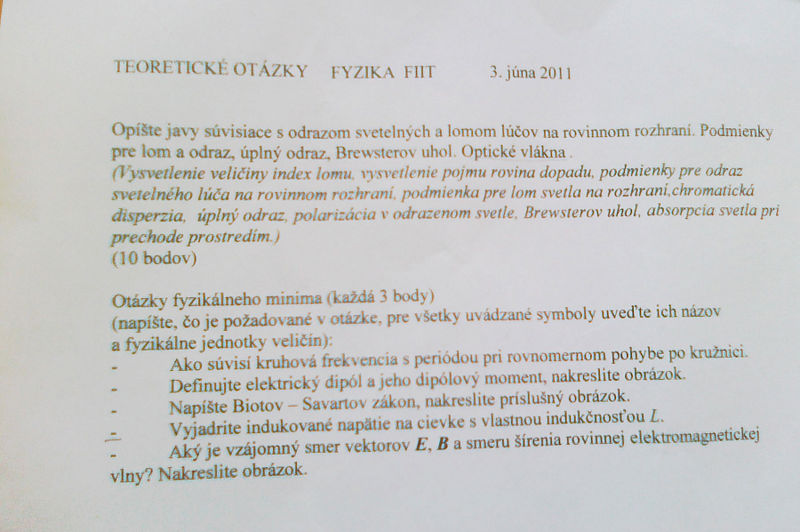 TEORETICKÉ OTÁZKY FYZIKA FIIT 3. júna 2011
Opíšte javy súvisiace s odrazom svetelných a lomom lúčov na rovinnom rozhraní. Podmienky
pre lom a odraz, úplný odraz, Brewsterov uhol. Optické vlákna .
(Vysvetlenie veličiny index lomu, vysvetlenie pojmu rovina dopadu, podmienky pre odraz
svetelného lúča na rovinnom rozhraní, podmienka pre lom svetla na rozhraní,chromatická
disperzia, úplný odraz, polarizácia v odrazenom svetle, Brewsterov uhol, absorpcia svetla pri
prechode prostredím.)
(10 bodov)
Otázky fyzikálneho minima (každá 3 body)
(napíšte, čo je požadované v otázke, pre všetky uvádzané symboly uveďte ich názov
a fyzikálne jednotky veličín):
- Ako súvisí kruhová frekvencia s periódou pri rovnomernom pohybe po kružnici.
- Definujte elektrický dipól a jeho dipólový moment, nakreslite obrázok.
- Napíšte Biotov – Savartov zákon, nakreslite príslušný obrázok.
- Vyjadrite indukované napätie na cievke s vlastnou indukčnosťou L.
- Aký je vzájomný smer vektorov E, B a smeru šírenia rovinnej elektromagnetickej
vlny? Nakreslite obrázok.